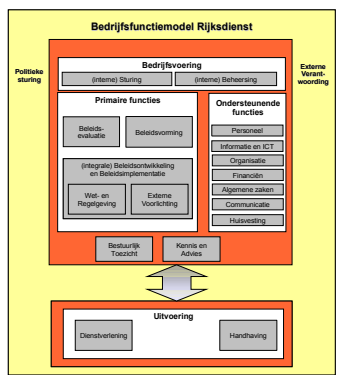 Bedrijfsfunctiemodel Rijksdienst
Politieke
sturing
Externe
Verant-
woording
Bedrijfsvoering
(interne) Sturing
(interne) Beheersing
Primaire functies
Beleids-
evaluatie
Beleidsvorming
(integrale) Beleidsontwikkeling
en Beleidsimplementatie
Wet- en
Regelgeving
Externe
Voorlichting
Ondersteunende
functies
Personeel
Informatie en ICT
Organisatie
Financiën
Algemene zaken
Communicatie
Huisvesting
Bestuurlijk
Toezicht
Kennis en
Advies
Uitvoering
Dienstverlening
Handhaving